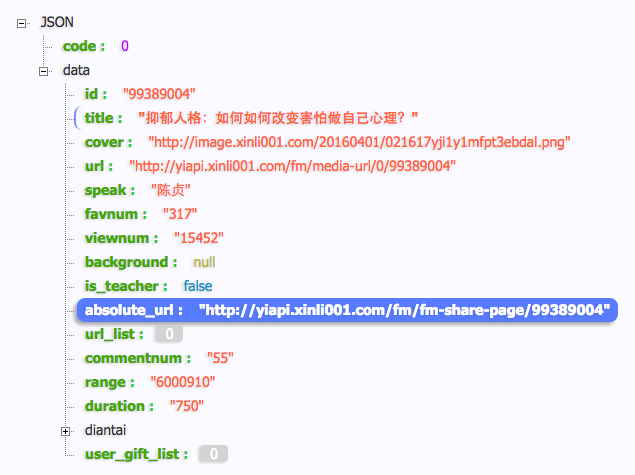 JSON
code : 0
data
id : "99389004"
title : "抑郁人格：如何如何改变害怕做自己心理？"
cover : "http://image.xinli001.com/20160401/021617yji1y1mfpt3ebdal.png"
url : "http://yiapi.xinli001.com/fm/media-url/0/99389004"
speak : "陈贞"
favnum : "317"
viewnum : "15452"
background : null
is_teacher : false
absolute_url : "http://yiapi.xinli001.com/fm/fm-share-page/99389004"
url_list : 0
commentnum : "55"
range : "6000910"
duration : "750"
diantai
user_gift_list : 0